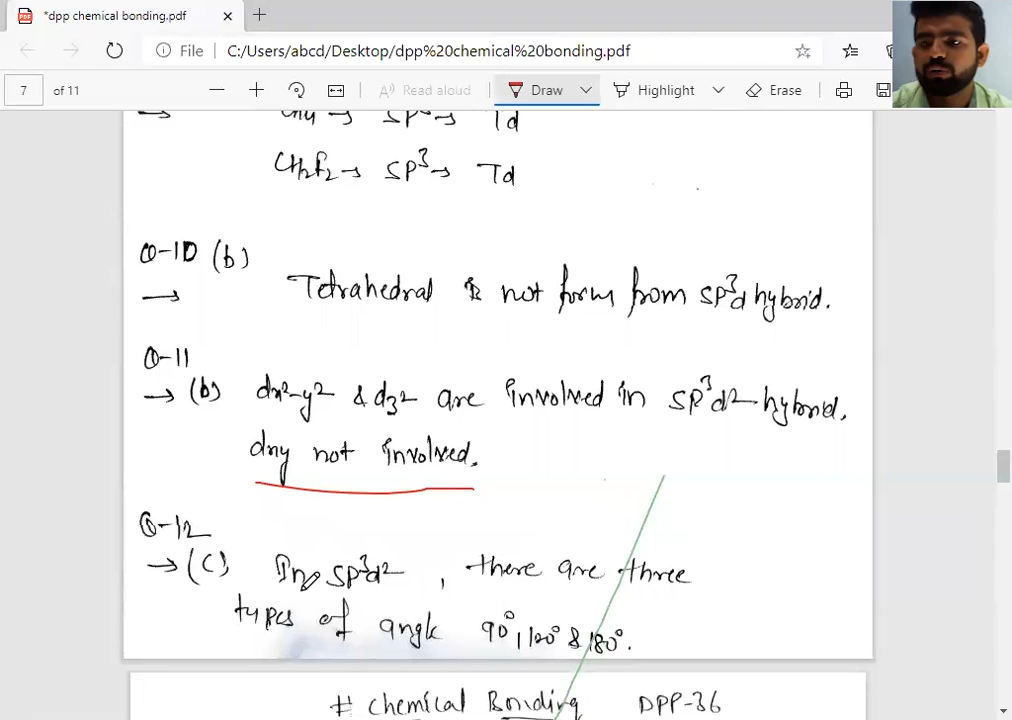 *dpp chemical bonding.pdf
File C:/Users/abcd/Desktop/dpp%20chemical%20bonding.pdf
7 of 11 Read aloud Draw Highlight Erase
CH4 → SP3→ Td
CH2F2→ SP3→ Td
Q-10 (b)
→ Tetrahedral is not form from SP3d hybrid.
Q-11
→ (b) dx2-y2 & dz2 are involved in SP3d2-hybrid.
dxy not involved.
Q-12
→ (C) In SP3d2 , there are three
types of angle 90°, 120° & 180°.
# Chemical Bonding DPP-36